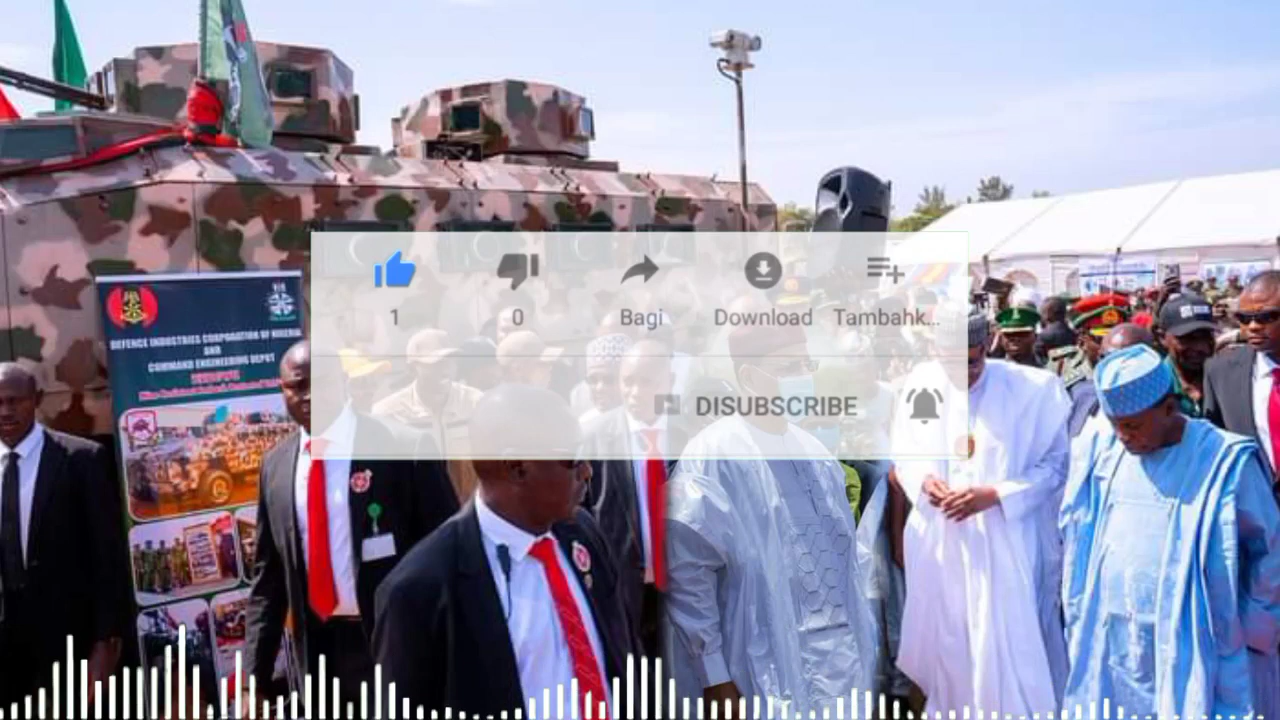 DEFENCE INDUSTRIES CORPORATION OF NIGERIA
AND
COMMAND ENGINEERING DEPOT
1
0
Bagi
Download
Tambahk...
DISUBSCRIBE